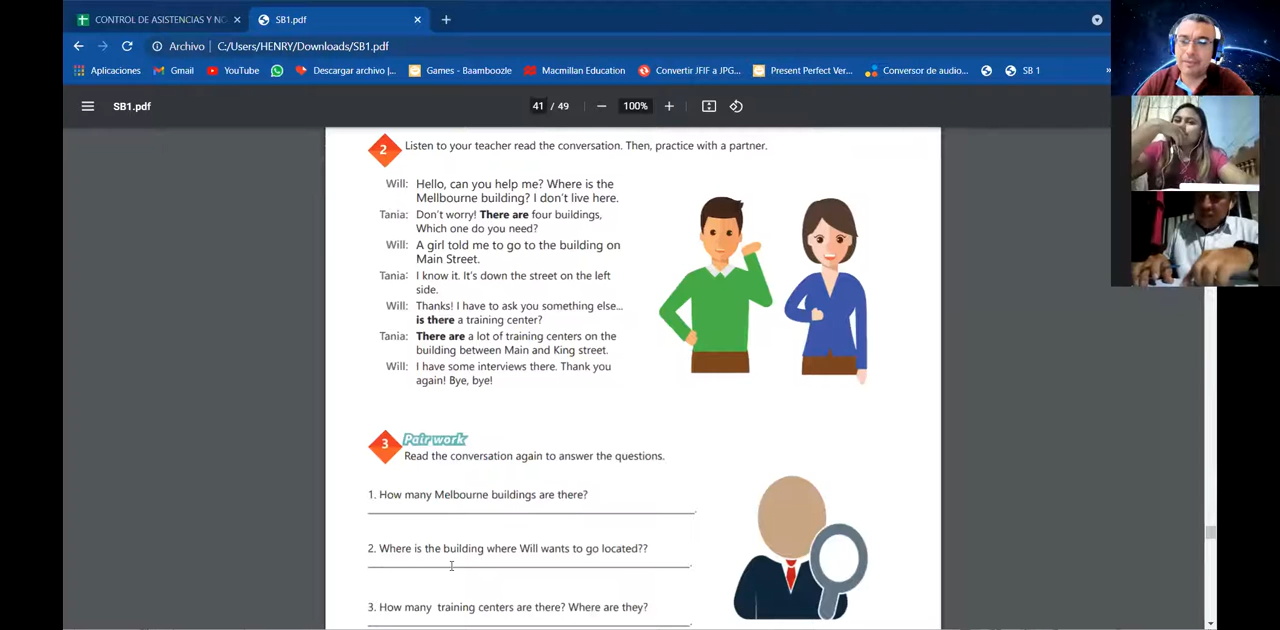 CONTROL DE ASISTENCIAS Y NO
SB1.pdf
Archivo C:/Users/HENRY/Downloads/SB1.pdf
Aplicaciones Gmail YouTube Descargar archivo |... Games - Baamboozle Macmillan Education Convertir JFIF a JPG... Present Perfect Ver... Conversor de audio... SB 1 »
SB1.pdf 41 / 49 100%
2 Listen to your teacher read the conversation. Then, practice with a partner.
Will: Hello, can you help me? Where is the
Mellbourne building? I don't live here.
Tania: Don't worry! There are four buildings,
Which one do you need?
Will: A girl told me to go to the building on
Main Street.
Tania: I know it. It's down the street on the left
side.
Will: Thanks! I have to ask you something else...
is there a training center?
Tania: There are a lot of training centers on the
building between Main and King street.
Will: I have some interviews there. Thank you
again! Bye, bye!
3 Pair work
Read the conversation again to answer the questions.
1. How many Melbourne buildings are there?
2. Where is the building where Will wants to go located??
3. How many training centers are there? Where are they?